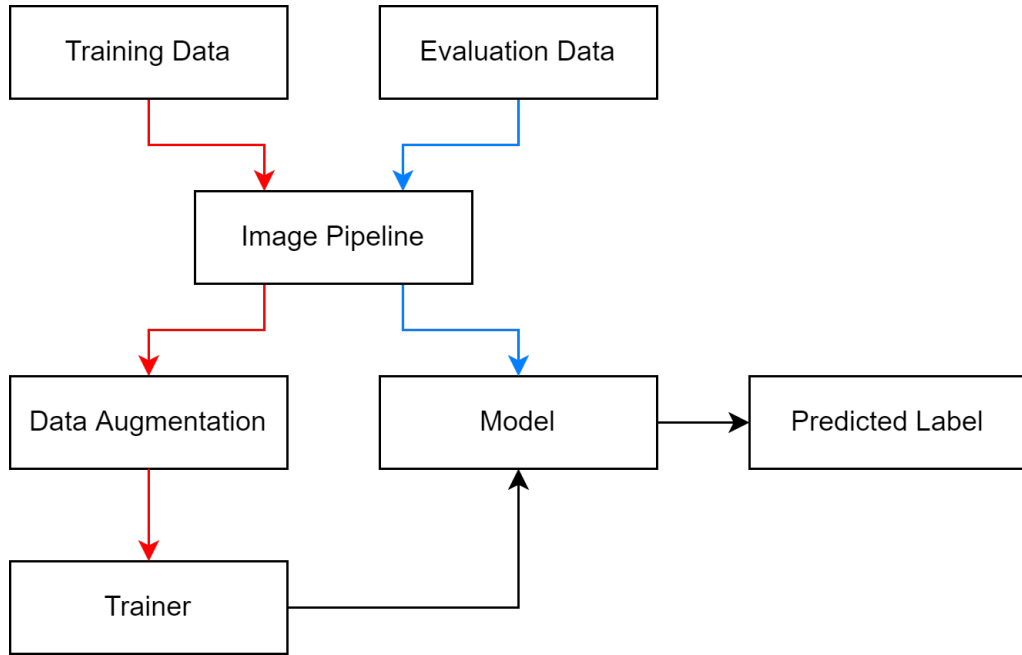 Training Data
Evaluation Data
Image Pipeline
Data Augmentation
Model
Predicted Label
Trainer